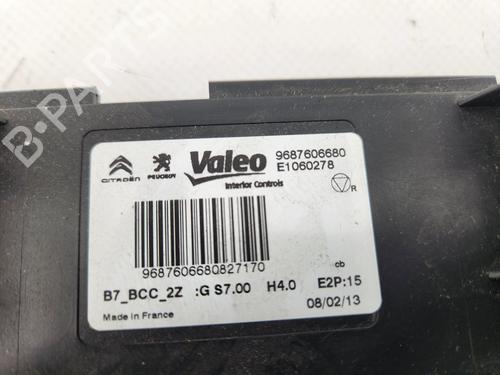 B-PARTS
CITROËN
PEUGEOT
Valeo
Interior Controls
9687606680
E1060278
R
9687606680827170
cb
B7_BCC_2Z :G S7.00 H4.0 E2P:15
08/02/13
Made in France